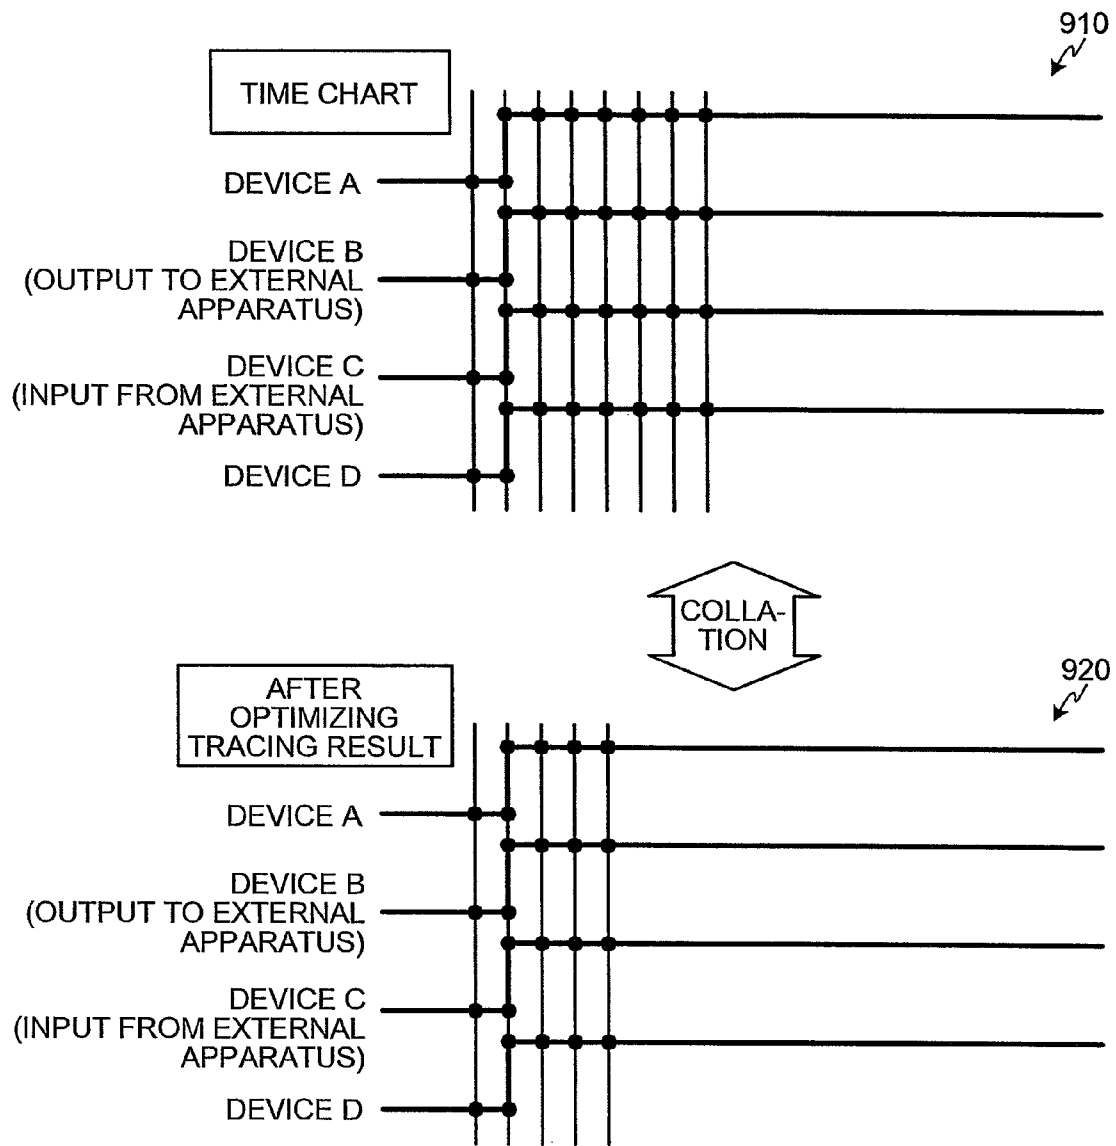 910
TIME CHART
DEVICE A
DEVICE B
(OUTPUT TO EXTERNAL
APPARATUS)
DEVICE C
(INPUT FROM EXTERNAL
APPARATUS)
DEVICE D
COLLA-
TION
920
AFTER
OPTIMIZING
TRACING RESULT
DEVICE A
DEVICE B
(OUTPUT TO EXTERNAL
APPARATUS)
DEVICE C
(INPUT FROM EXTERNAL
APPARATUS)
DEVICE D